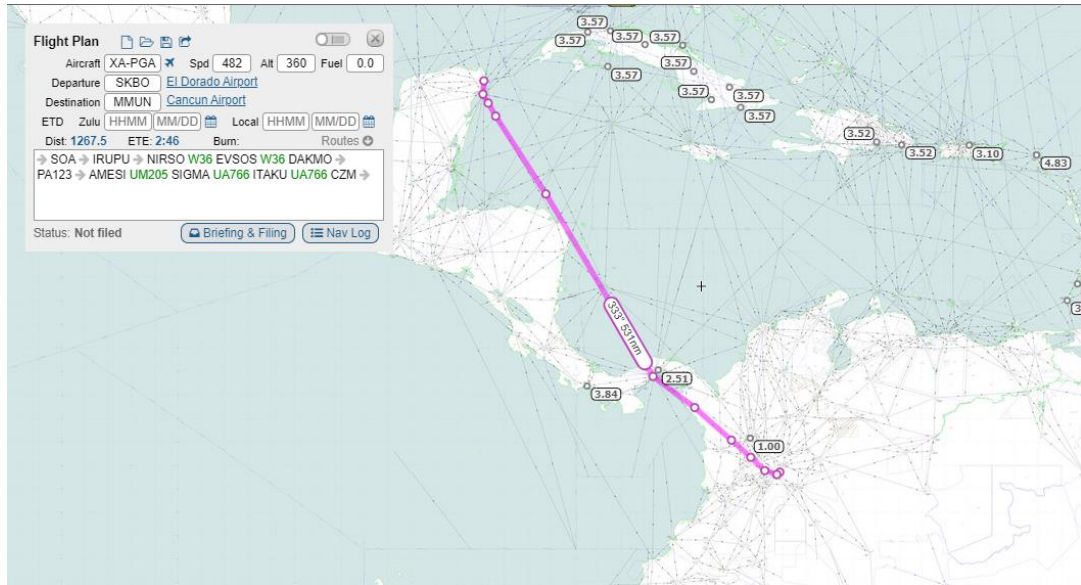 Flight Plan
Aircraft XA-PGA Spd 482 Alt 360 Fuel 0.0
Departure SKBO El Dorado Airport
Destination MMUN Cancun Airport
ETD Zulu HHMM MM/DD Local HHMM MM/DD
Dist: 1267.5 ETE: 2:46 Burn: Routes
→ SOA → IRUPU → NIRSO W36 EVSOS W36 DAKMO →
PA123 → AMESI UM205 SIGMA UA766 ITAKU UA766 CZM →
Status: Not filed Briefing & Filing Nav Log
3.57
3.57
3.57
3.57
3.57
3.57
3.57
3.57
3.52
3.52
3.10
4.83
333° 531nm
2.51
3.84
1.00